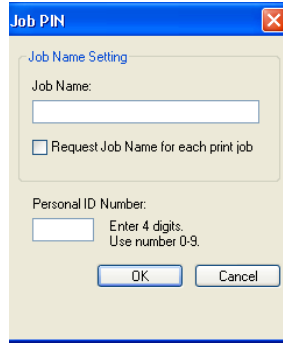 Job PIN
Job Name Setting
Job Name:
Request Job Name for each print job
Personal ID Number:
Enter 4 digits.
Use number 0-9.
OK
Cancel